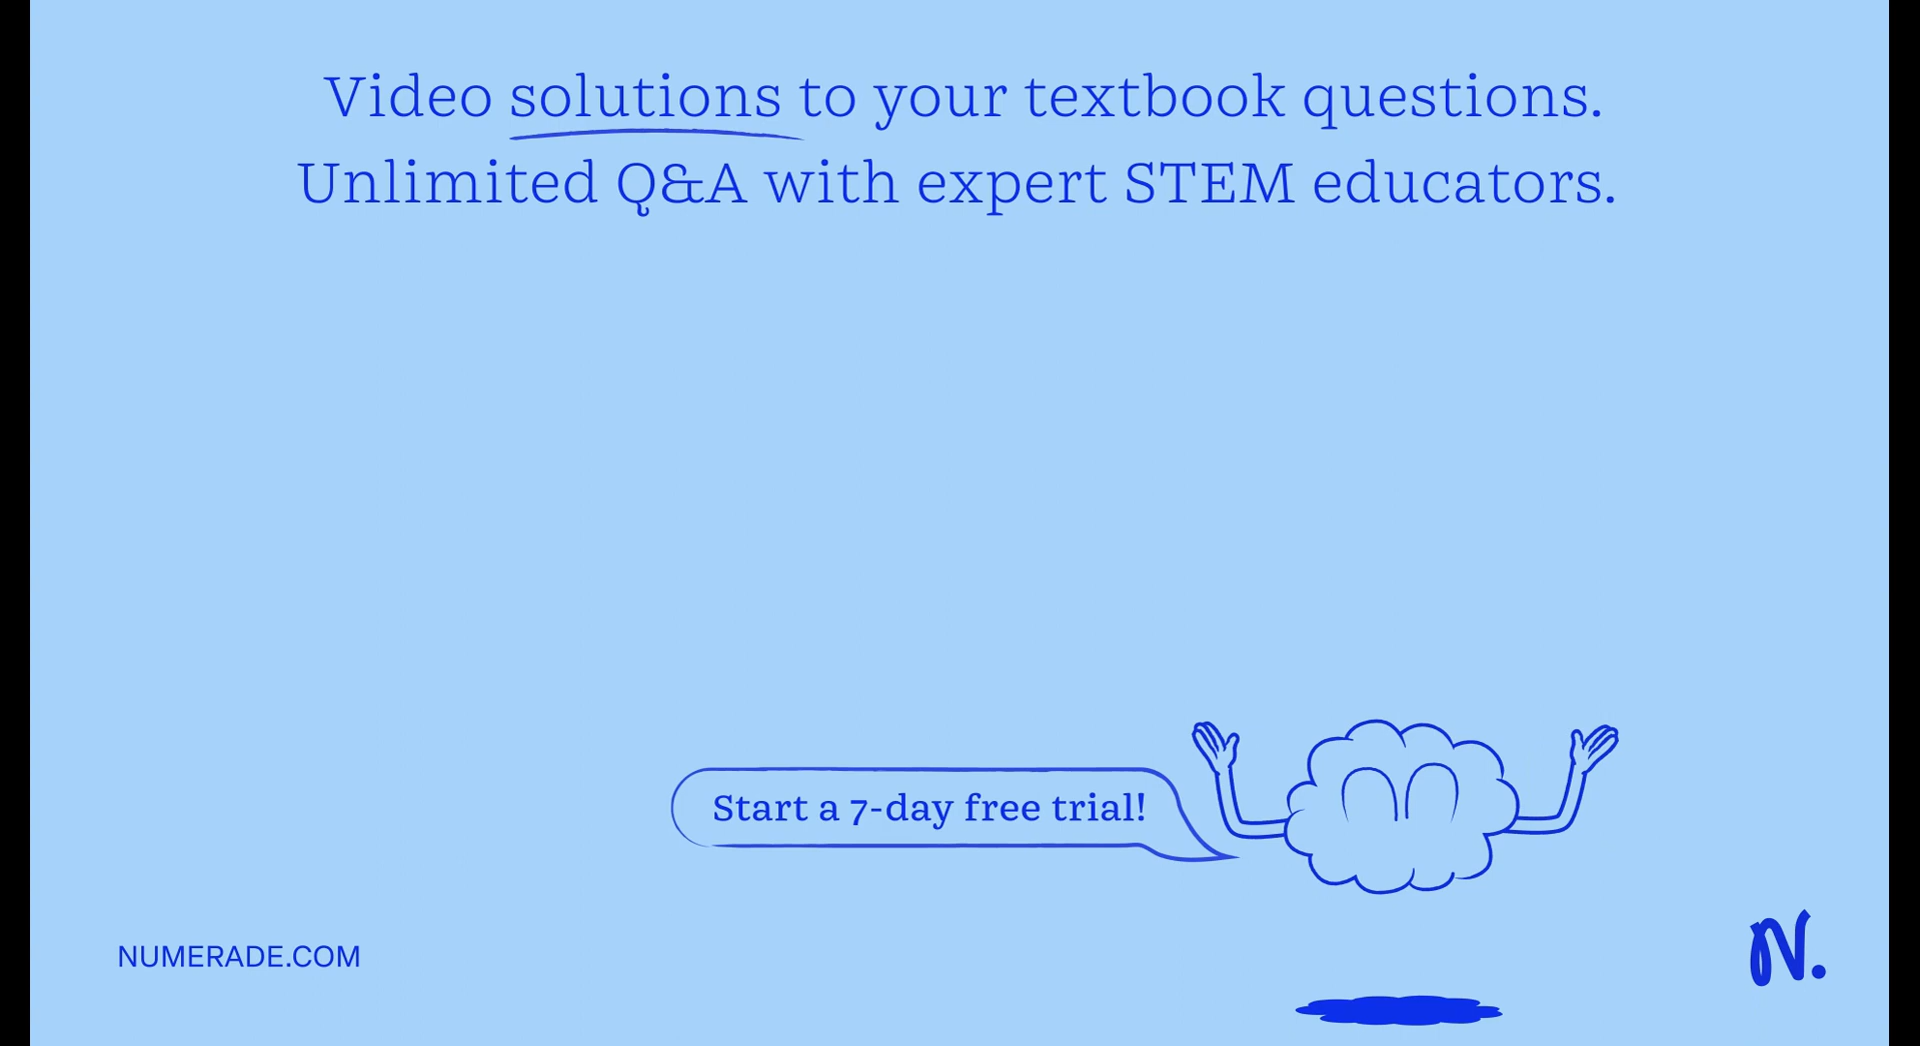 Video solutions to your textbook questions.
Unlimited Q&A with expert STEM educators.
Start a 7-day free trial!
NUMERADE.COM
N.